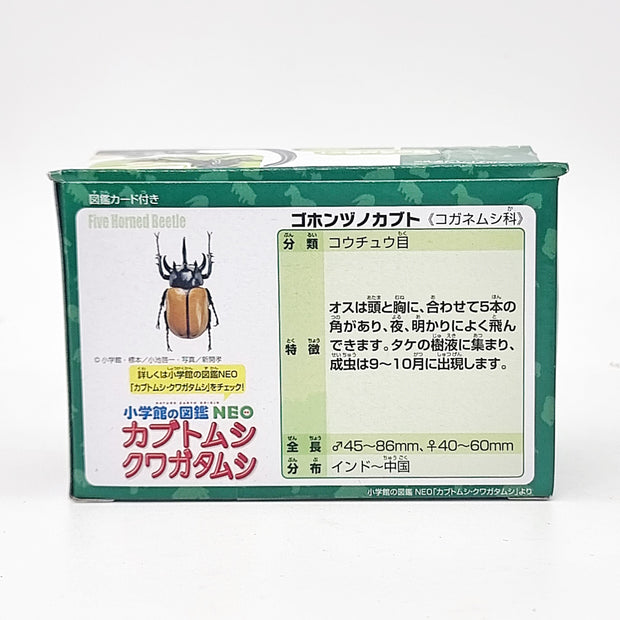 図鑑カード付き
Five Horned Beetle
ゴホンヅノカブト《コガネムシ科》
分類 コウチュウ目
特徴 オスは頭と胸に、合わせて5本の
角があり、夜、明かりによく飛ん
できます。タケの樹液に集まり、
成虫は9〜10月に出現します。
全長 ♂45〜86mm、♀40〜60mm
分布 インド〜中国
© 小学館・標本/小池啓一・写真/新開孝
詳しくは小学館の図鑑NEO
「カブトムシ・クワガタムシ」をチェック!
小学館の図鑑 NEO
カブトムシ
クワガタムシ
小学館の図鑑 NEO「カブトムシ・クワガタムシ」より